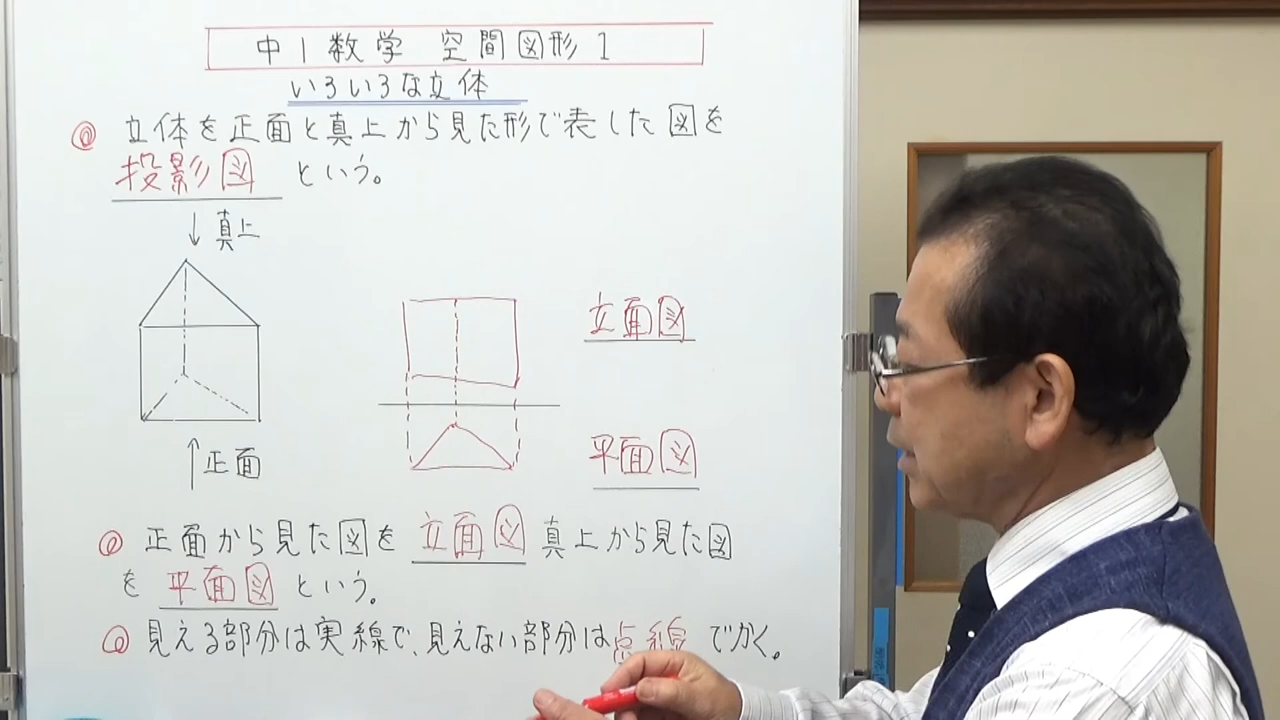 中1数学 空間図形1
いろいろな立体
@ 立体を正面と真上から見た形で表した図を
投影図 という。
↓真上
立面図
平面図
↑正面
@ 正面から見た図を 立面図 真上から見た図
を 平面図 という。
@ 見える部分は実線で、見えない部分は点線でかく。